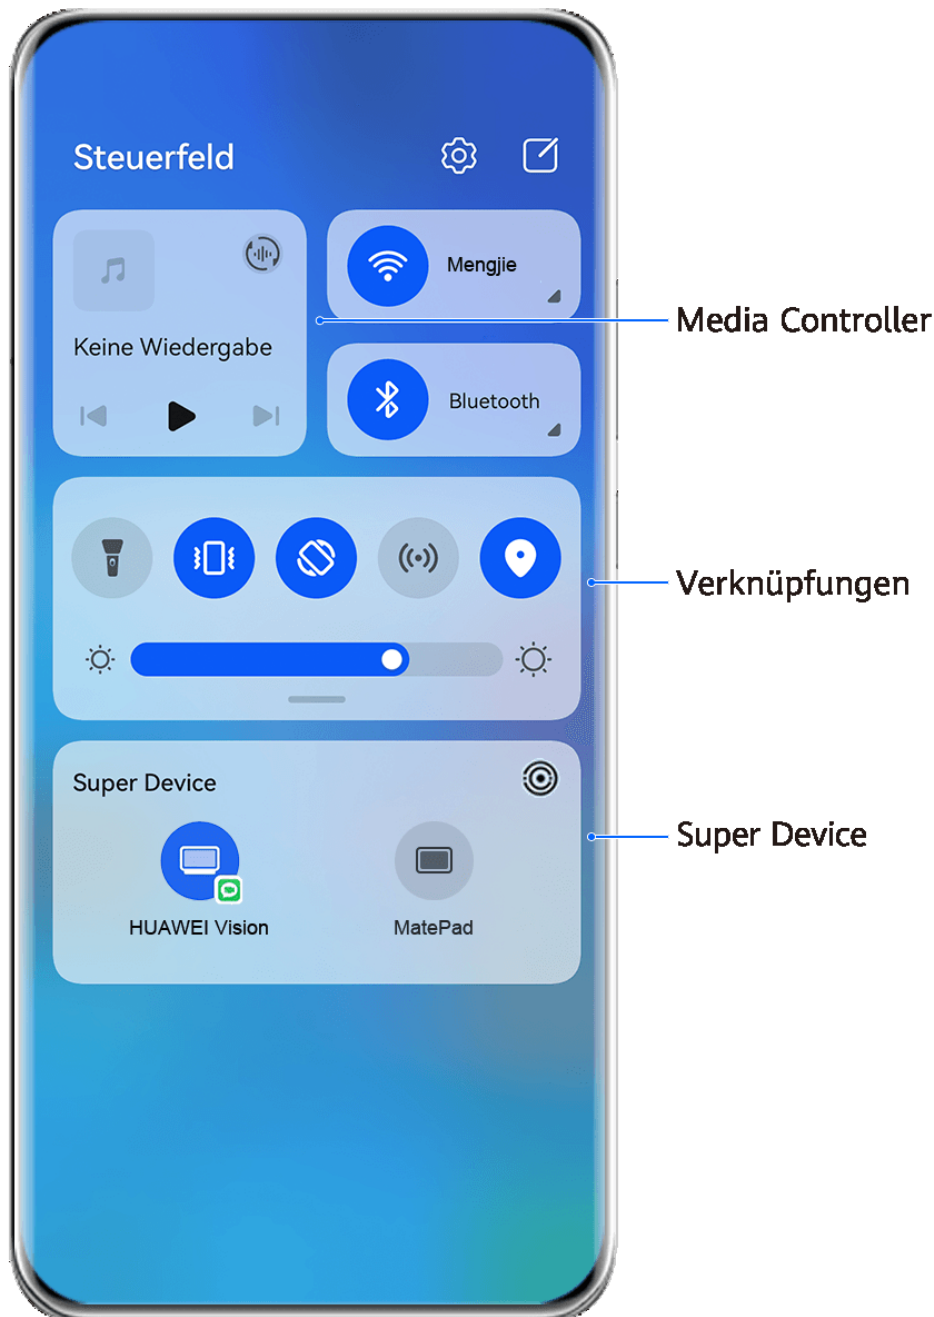 Steuerfeld
Mengjie
Media Controller
Keine Wiedergabe
Bluetooth
Verknüpfungen
Super Device
Super Device
HUAWEI Vision
MatePad